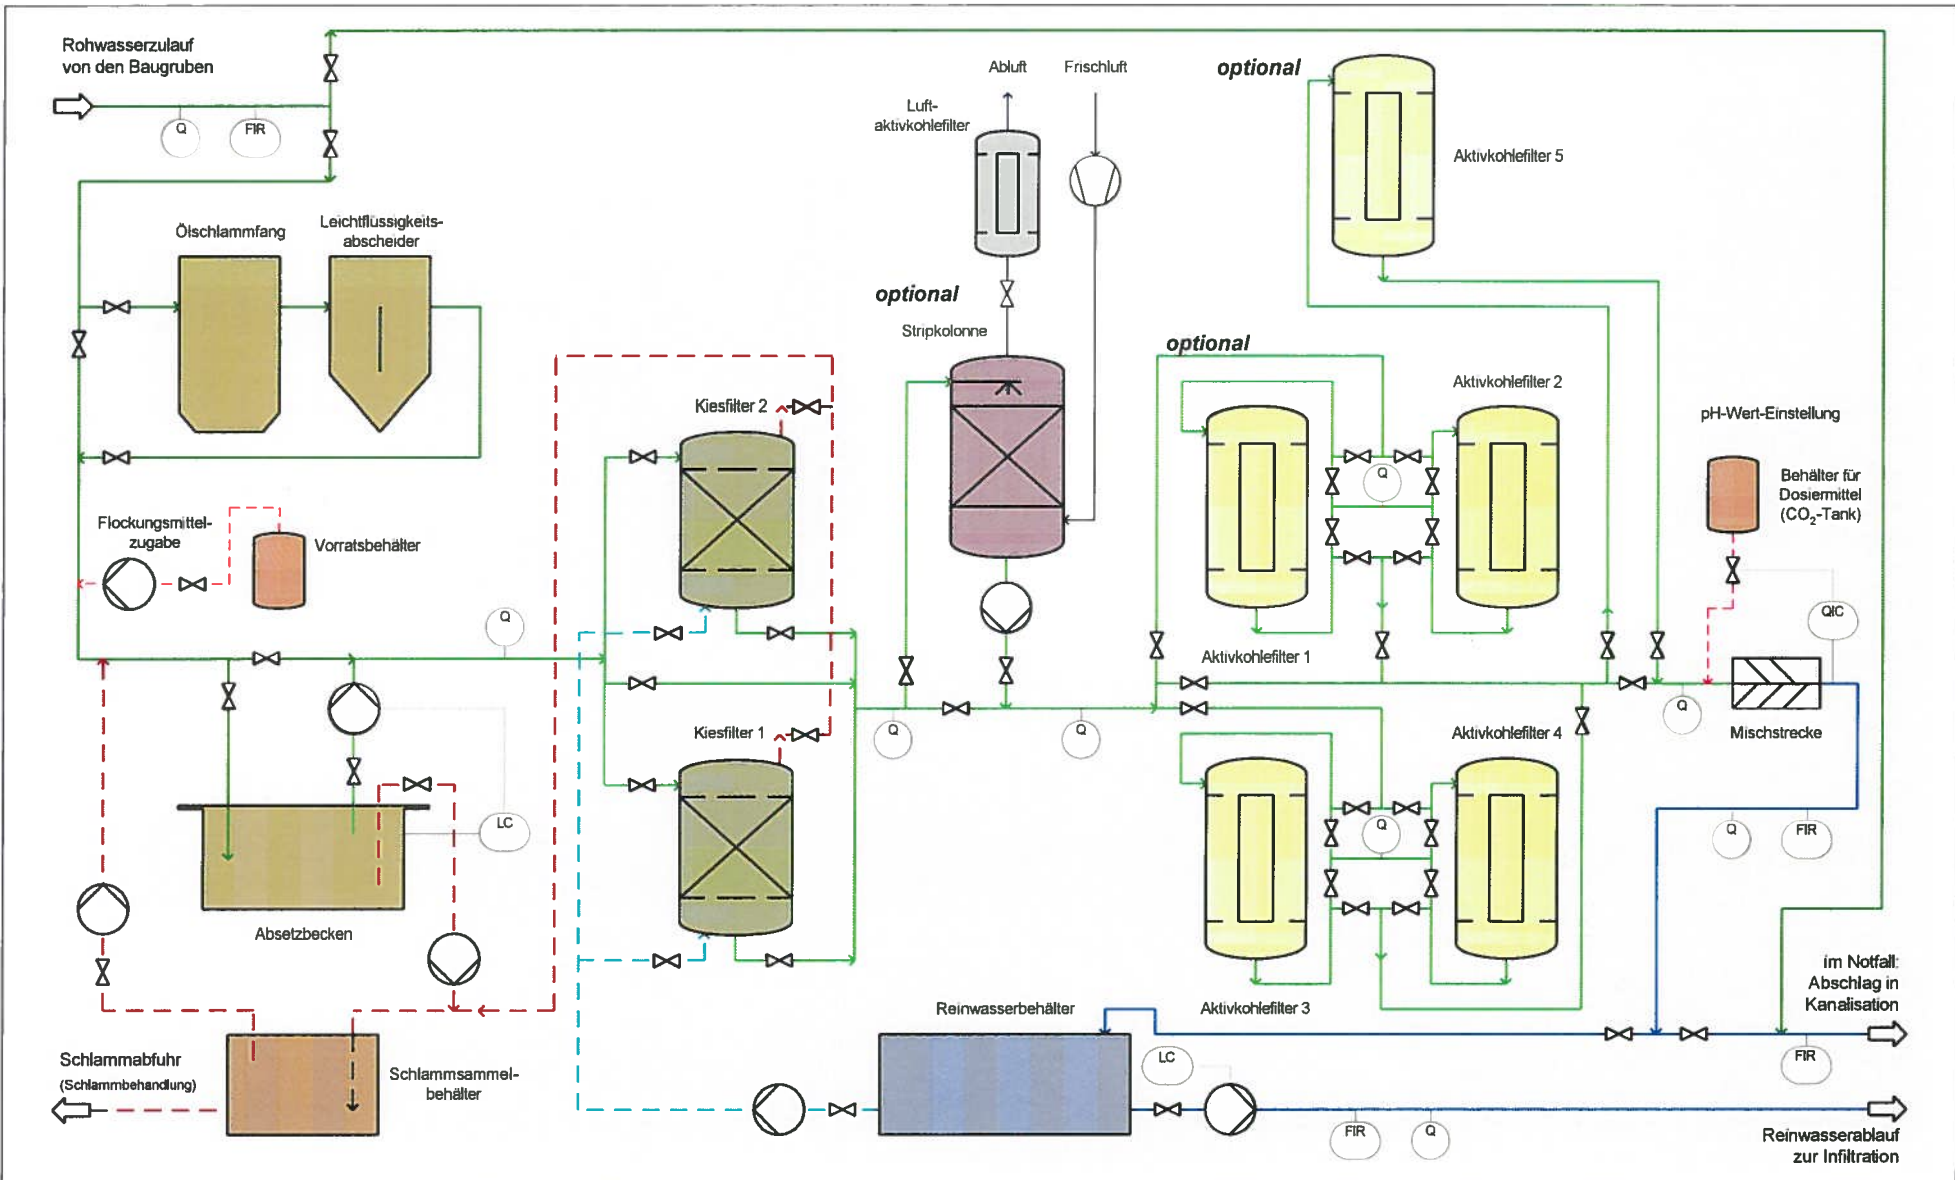 Rohwasserzulauf
von den Baugruben
Q
FIR
Ölschlammfang
Leichtflüssigkeits-
abscheider
Flockungsmittel-
zugabe
Vorratsbehälter
Q
LC
Absetzbecken
Schlammabfuhr
(Schlammbehandlung)
Schlammsammel-
behälter
Kiesfilter 2
Kiesfilter 1
Abluft
Frischluft
Luft-
aktivkohlefilter
optional
Stripkolonne
Q
Q
optional
Aktivkohlefilter 5
optional
Aktivkohlefilter 2
Q
Aktivkohlefilter 1
Aktivkohlefilter 4
Q
Aktivkohlefilter 3
pH-Wert-Einstellung
Behälter für
Dosiermittel
(CO₂-Tank)
QIC
Q
Mischstrecke
Q
FIR
im Notfall:
Abschlag in
Kanalisation
FIR
Reinwasserbehälter
LC
FIR
Q
Reinwasserablauf
zur Infiltration